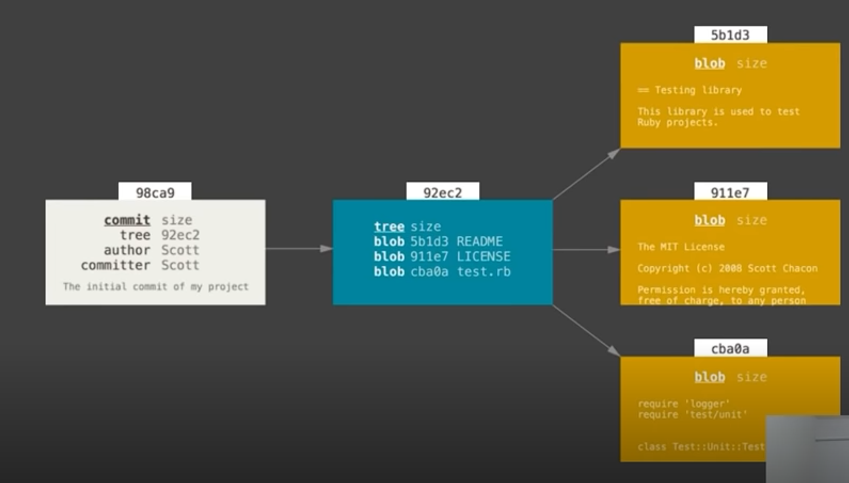 98ca9
commit size
tree 92ec2
author Scott
committer Scott
The initial commit of my project
92ec2
tree size
blob 5b1d3 README
blob 911e7 LICENSE
blob cba0a test.rb
5b1d3
blob size
== Testing library
This library is used to test
Ruby projects.
911e7
blob size
The MIT License
Copyright (c) 2008 Scott Chacon
Permission is hereby granted,
free of charge, to any person
cba0a
blob size
require 'logger'
require 'test/unit'
class Test::Unit::Test